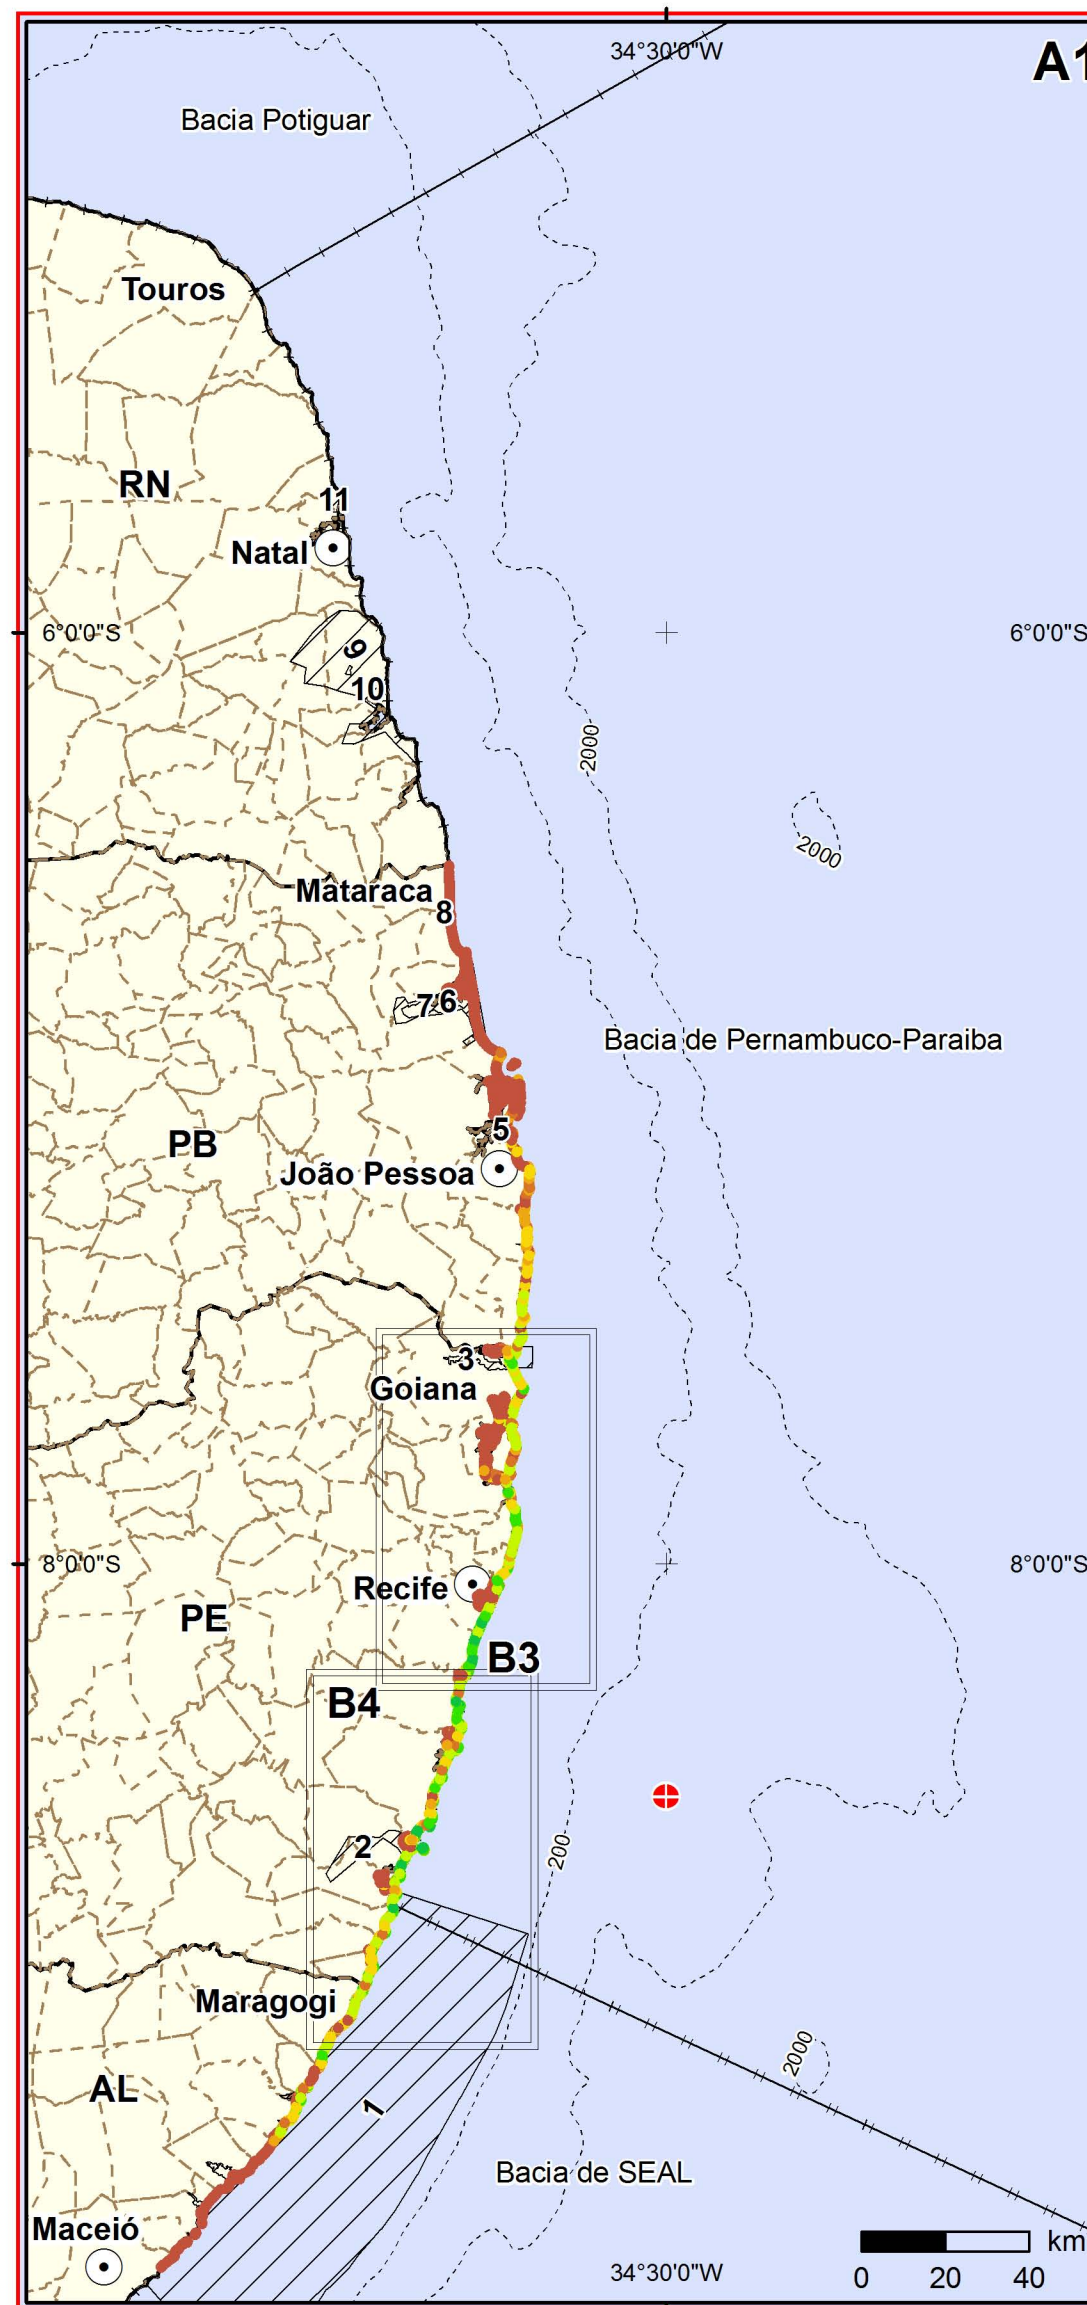 34°30'0"W
A1
Bacia Potiguar
Touros
RN
11
Natal
6°0'0"S
6°0'0"S
9
10
2000
2000
Mataraca
8
7
6
Bacia de Pernambuco-Paraiba
5
PB
João Pessoa
3
Goiana
8°0'0"S
8°0'0"S
Recife
PE
B3
B4
2
200
Maragogi
2000
AL
1
Bacia de SEAL
Maceió
34°30'0"W
km
0 20 40